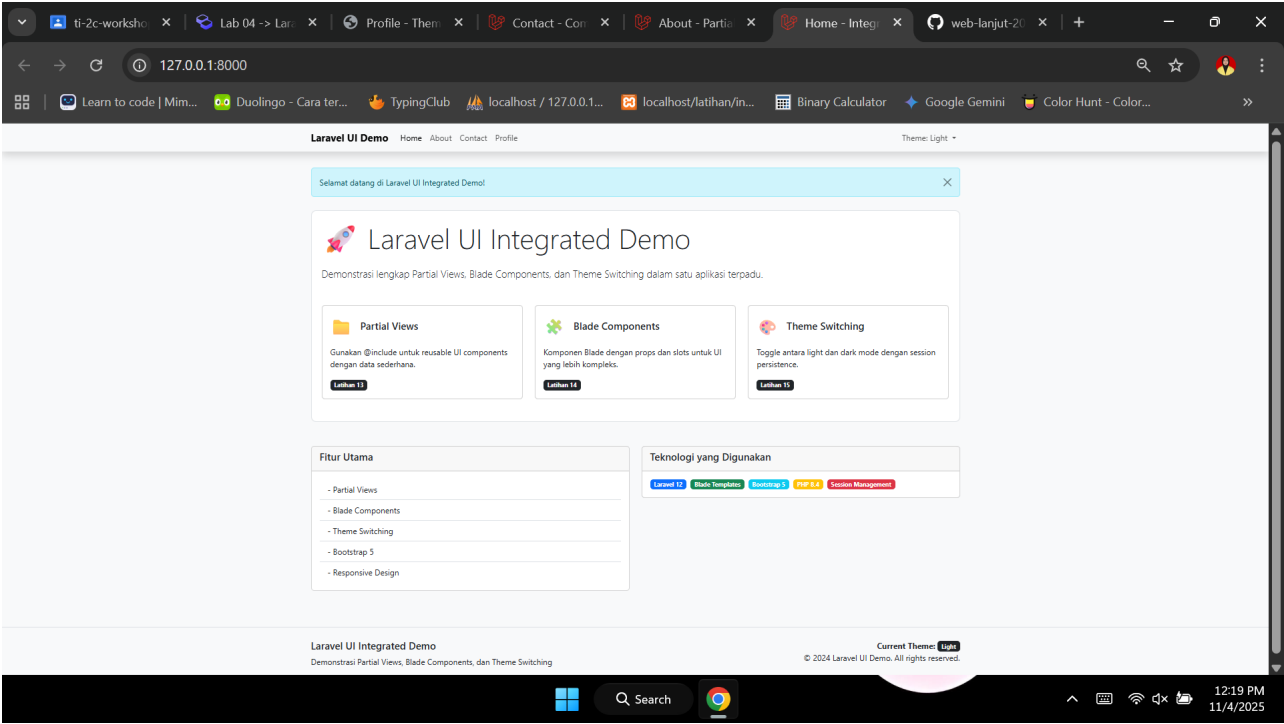 ti-2c-worksho
Lab 04 -> Lara
Profile - Them
Contact - Con
About - Partia
Home - Integr
web-lanjut-20
127.0.0.1:8000
Learn to code | Mim...
Duolingo - Cara ter...
TypingClub
localhost / 127.0.0.1...
localhost/latihan/in...
Binary Calculator
Google Gemini
Color Hunt - Color...
Laravel UI Demo Home About Contact Profile Theme: Light
Selamat datang di Laravel UI Integrated Demo!
Laravel UI Integrated Demo
Demonstrasi lengkap Partial Views, Blade Components, dan Theme Switching dalam satu aplikasi terpadu.
Partial Views
Gunakan @include untuk reusable UI components
dengan data sederhana.
Latihan 13
Blade Components
Komponen Blade dengan props dan slots untuk UI
yang lebih kompleks.
Latihan 14
Theme Switching
Toggle antara light dan dark mode dengan session
persistence.
Latihan 15
Fitur Utama
- Partial Views
- Blade Components
- Theme Switching
- Bootstrap 5
- Responsive Design
Teknologi yang Digunakan
Laravel 12 Blade Templates Bootstrap 5 PHP 8.4 Session Management
Laravel UI Integrated Demo
Demonstrasi Partial Views, Blade Components, dan Theme Switching
Current Theme: Light
© 2024 Laravel UI Demo. All rights reserved.
Search
12:19 PM
11/4/2025